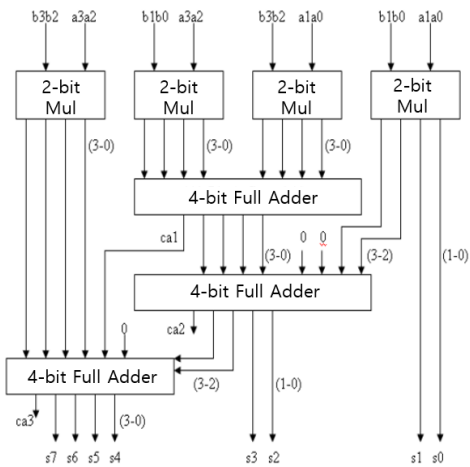 b3b2 a3a2 b1b0 a3a2 b3b2 a1a0 b1b0 a1a0
2-bit Mul 2-bit Mul 2-bit Mul 2-bit Mul
(3-0) (3-0) (3-0)
4-bit Full Adder
ca1 (3-0) 0 0 (3-2) (1-0)
4-bit Full Adder
0 ca2
4-bit Full Adder (3-2) (1-0)
ca3 (3-0)
s7 s6 s5 s4 s3 s2 s1 s0